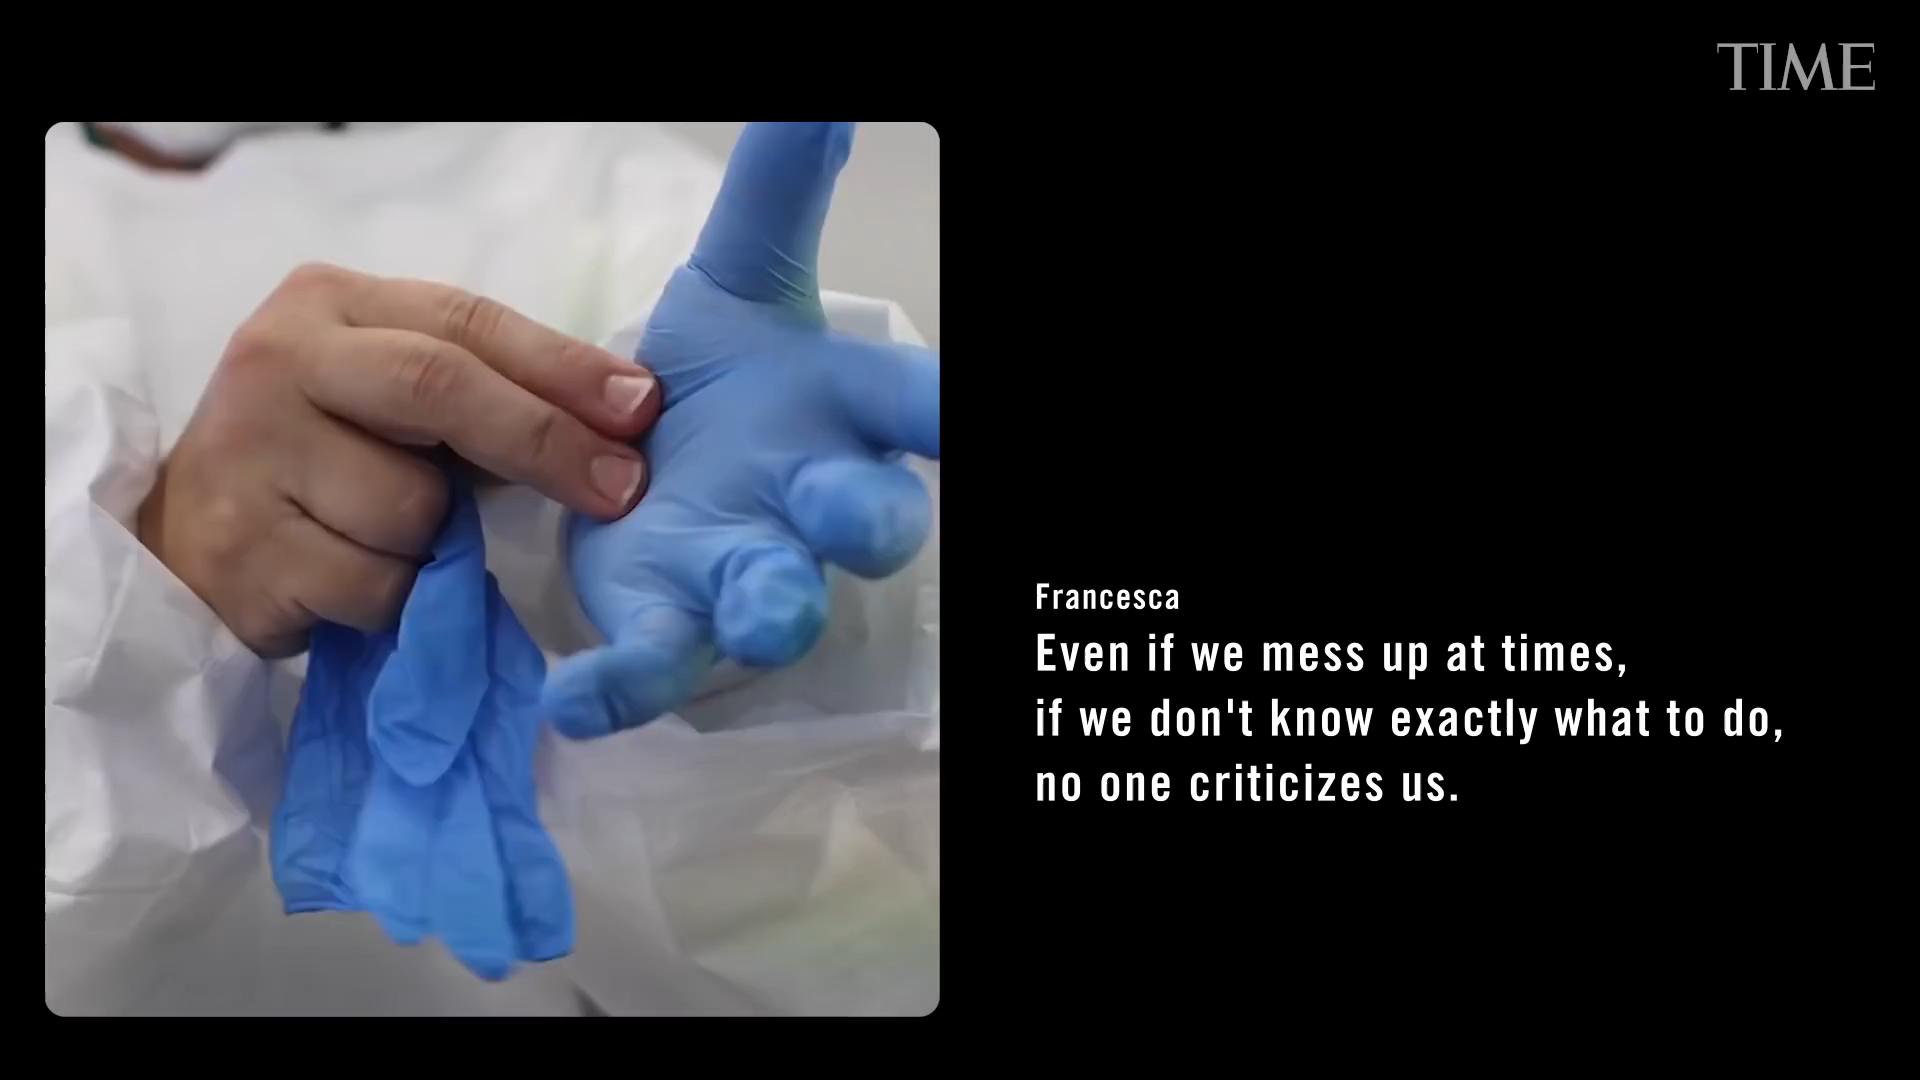 TIME
Francesca
Even if we mess up at times,
if we don't know exactly what to do,
no one criticizes us.